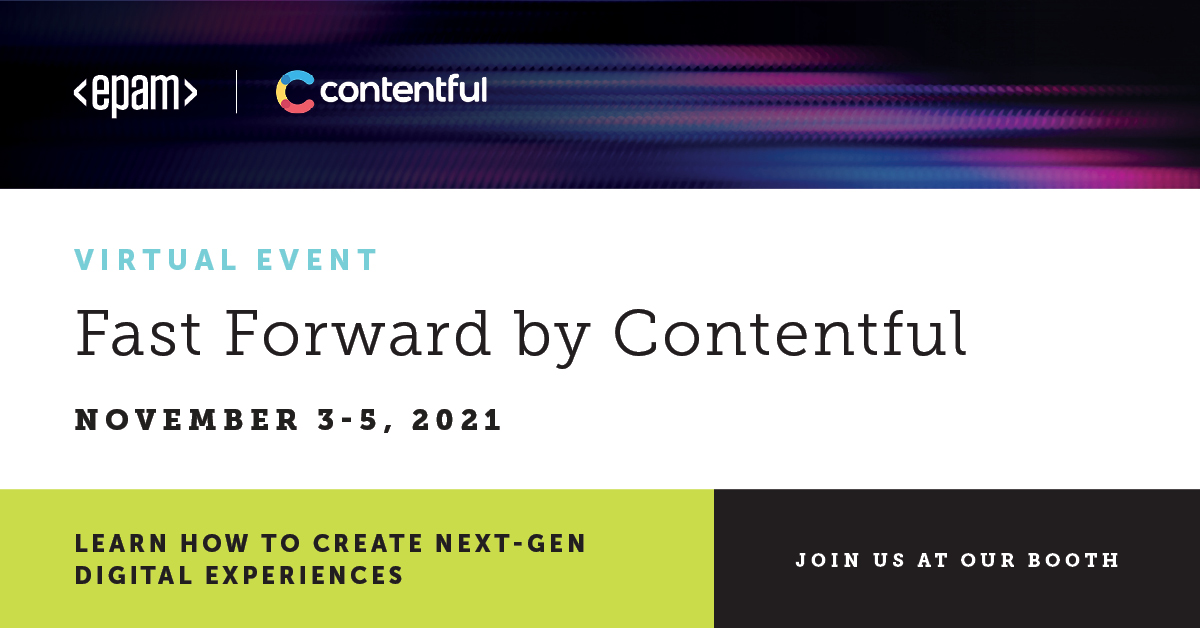 <epam> | contentful
VIRTUAL EVENT
Fast Forward by Contentful
NOVEMBER 3-5, 2021
LEARN HOW TO CREATE NEXT-GEN
DIGITAL EXPERIENCES
JOIN US AT OUR BOOTH